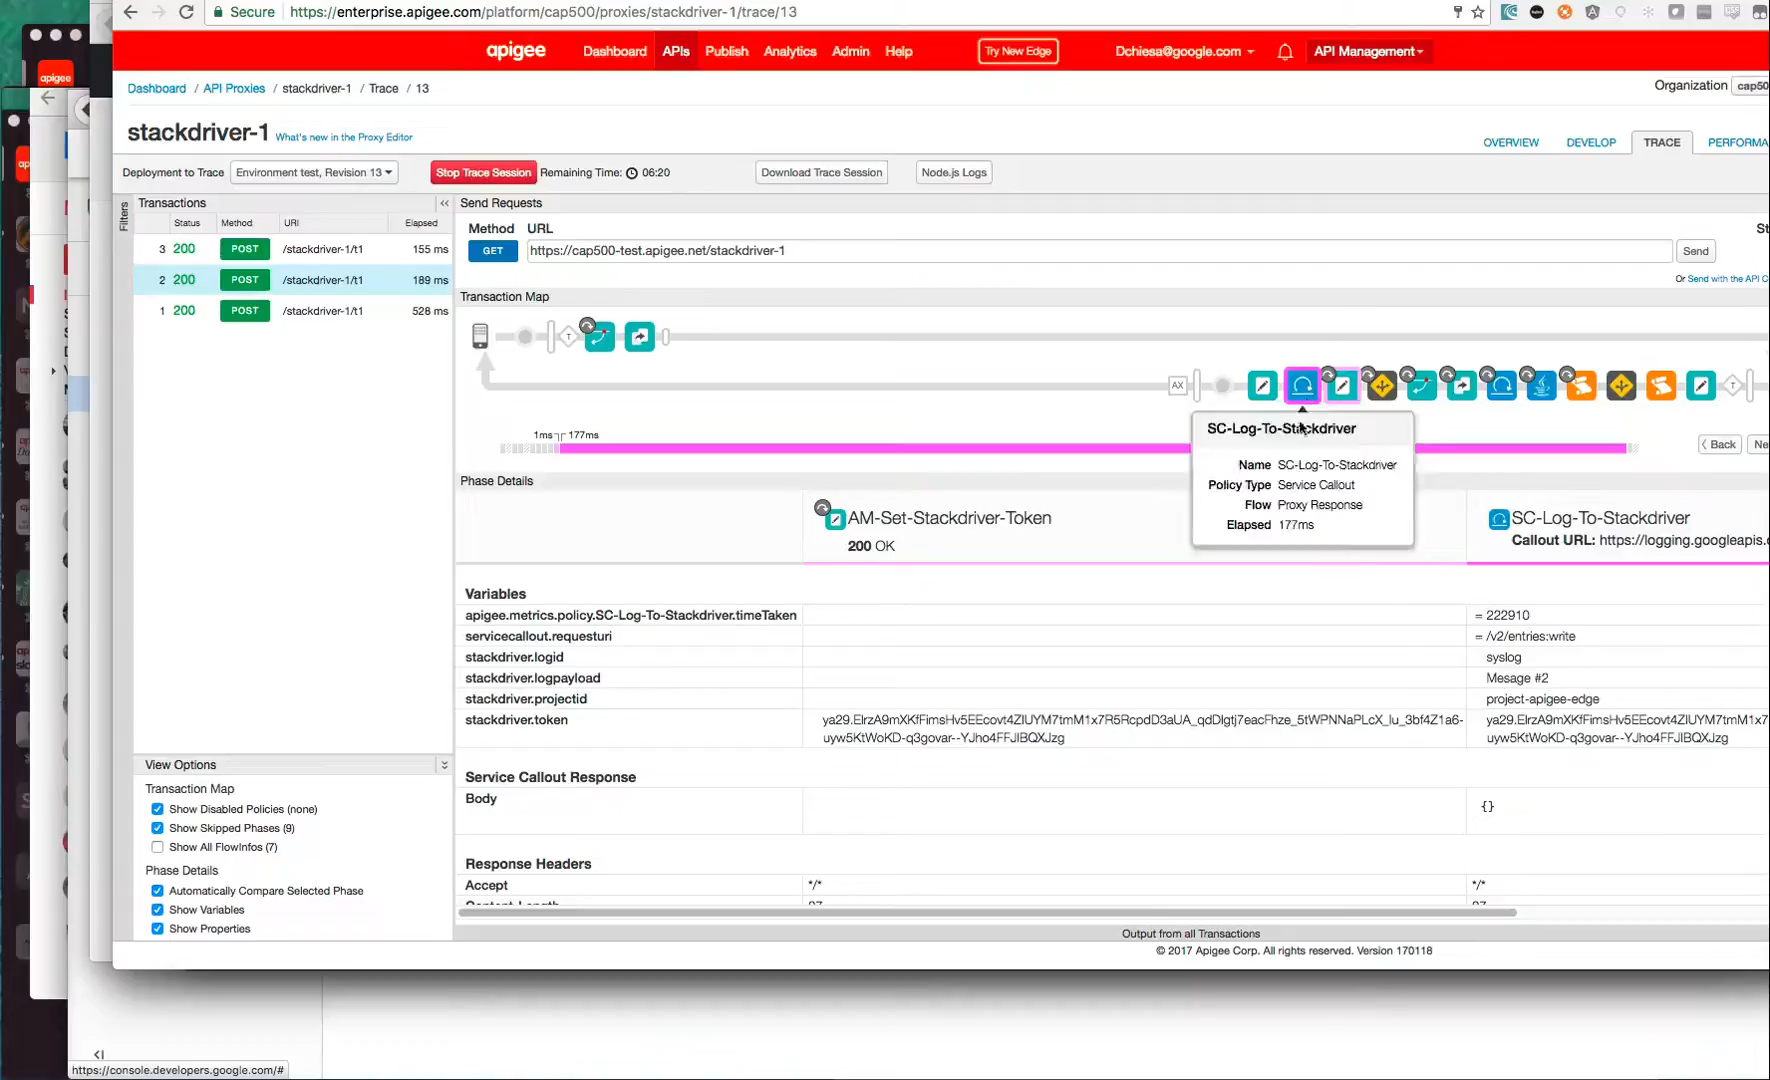 Secure https://enterprise.apigee.com/platform/cap500/proxies/stackdriver-1/trace/13
apigee
apigee Dashboard APIs Publish Analytics Admin Help Try New Edge Dchiesa@google.com API Management
Dashboard / API Proxies / stackdriver-1 / Trace / 13
Organization cap50
stackdriver-1 What's new in the Proxy Editor
OVERVIEW DEVELOP TRACE PERFORMA
Deployment to Trace Environment test, Revision 13 Stop Trace Session Remaining Time: 06:20 Download Trace Session Node.js Logs
Filters
Transactions
Status Method URI Elapsed
3 200 POST /stackdriver-1/t1 155 ms
2 200 POST /stackdriver-1/t1 189 ms
1 200 POST /stackdriver-1/t1 528 ms
Send Requests
Method URL
GET https://cap500-test.apigee.net/stackdriver-1 Send
Or Send with the API C
Transaction Map
T
AX
T
1ms 177ms
Back Ne
SC-Log-To-Stackdriver
Name SC-Log-To-Stackdriver
Policy Type Service Callout
Flow Proxy Response
Elapsed 177ms
Phase Details
AM-Set-Stackdriver-Token
200 OK
SC-Log-To-Stackdriver
Callout URL: https://logging.googleapis.
Variables
apigee.metrics.policy.SC-Log-To-Stackdriver.timeTaken = 222910
servicecallout.requesturi = /v2/entries:write
stackdriver.logid syslog
stackdriver.logpayload Mesage #2
stackdriver.projectid project-apigee-edge
stackdriver.token
Service Callout Response
Body {}
Response Headers
Accept */* */*
View Options
Transaction Map
Show Disabled Policies (none)
Show Skipped Phases (9)
Show All FlowInfos (7)
Phase Details
Automatically Compare Selected Phase
Show Variables
Show Properties
Output from all Transactions
© 2017 Apigee Corp. All rights reserved. Version 170118
https://console.developers.google.com/#